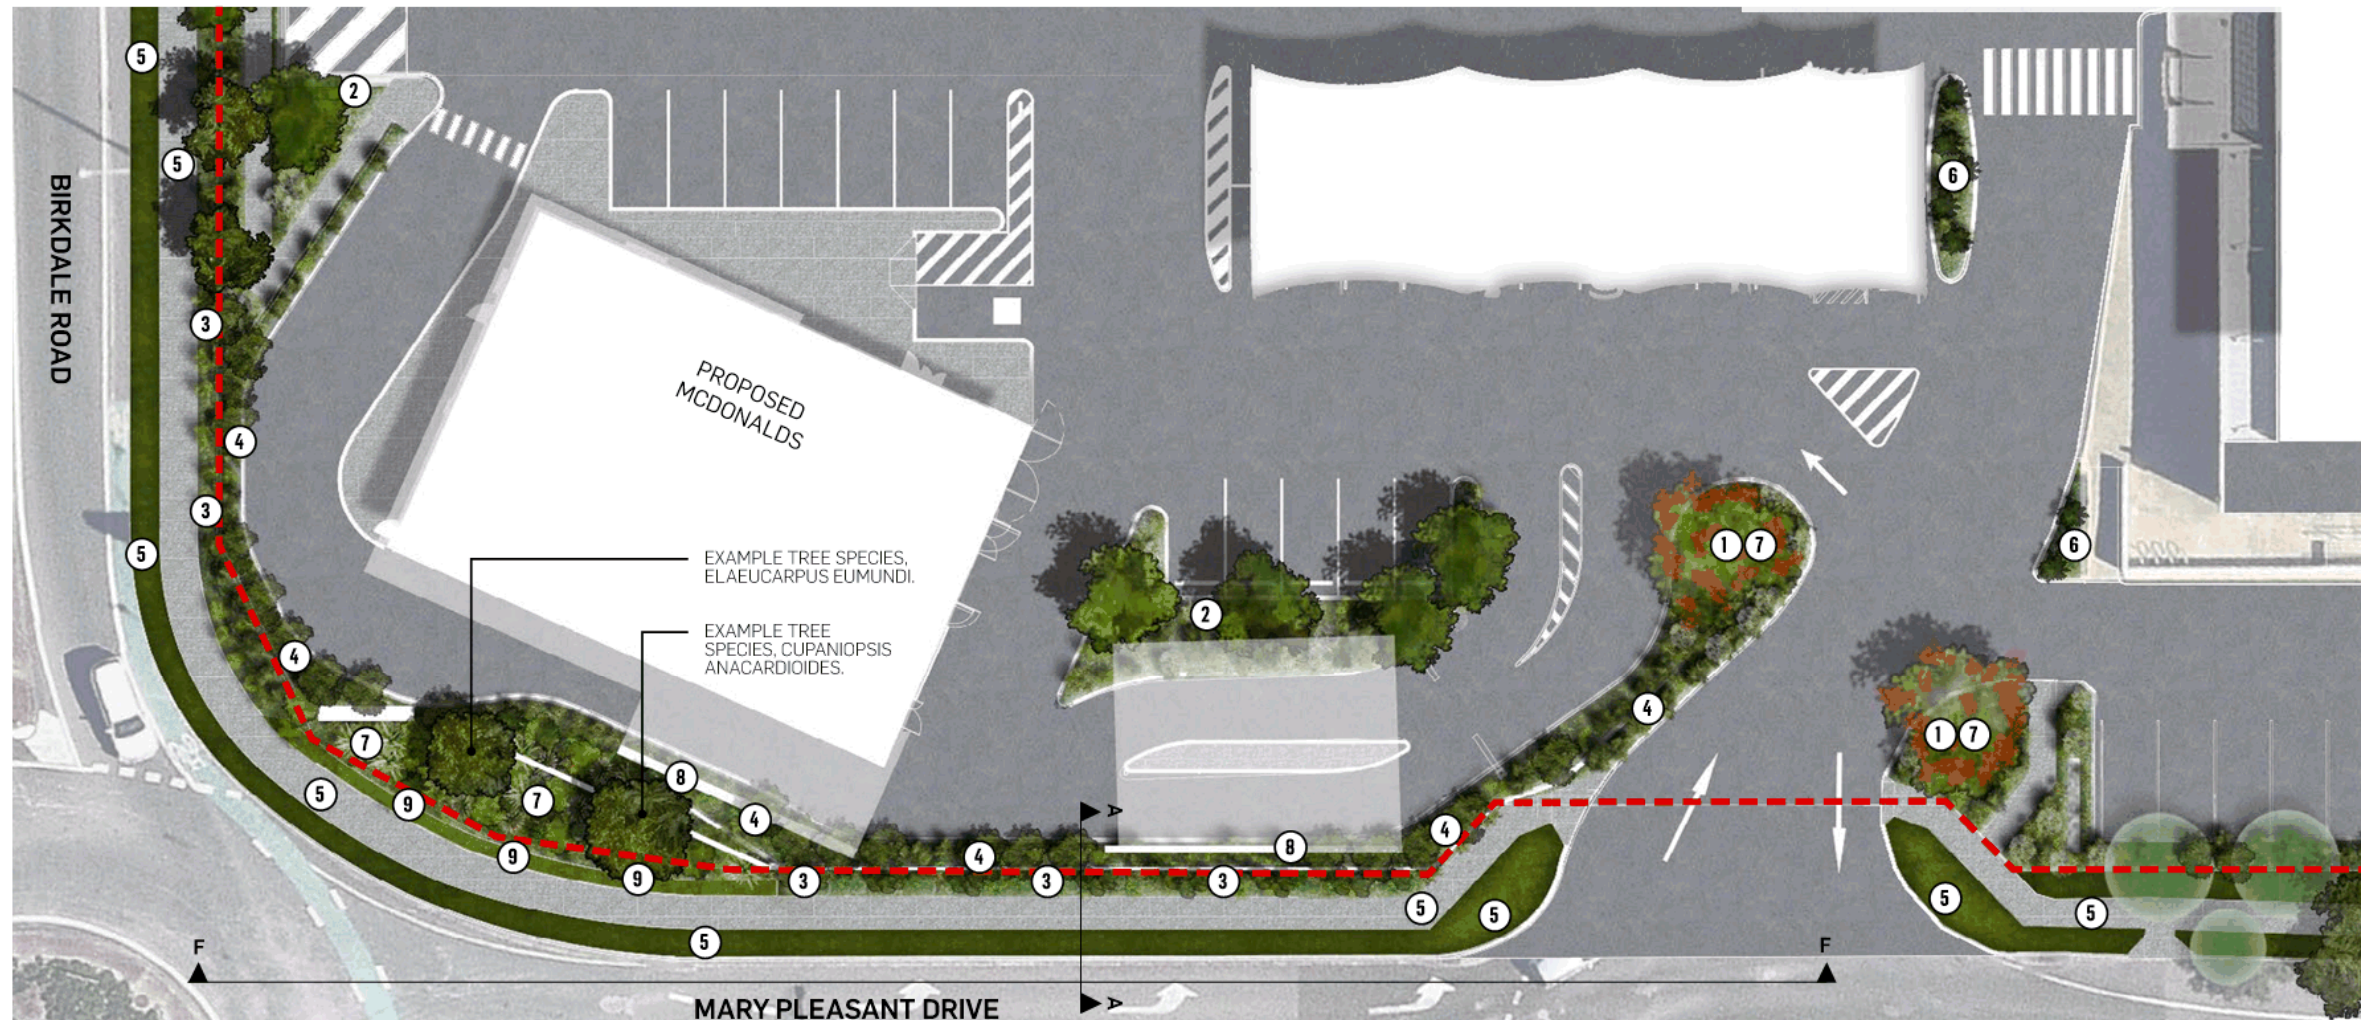 5
2
5
6
BIRKDALE ROAD
3
PROPOSED
MCDONALDS
4
3
5
EXAMPLE TREE SPECIES,
ELAEUCARPUS EUMUNDI.
1 7
6
2
EXAMPLE TREE
SPECIES, CUPANIOPSIS
ANACARDIOIDES.
4
4
7
1 7
8
5
9
7
4
A
4
9
4
8
9
3
3
3
5
5
5
5
5
F
F
MARY PLEASANT DRIVE
A